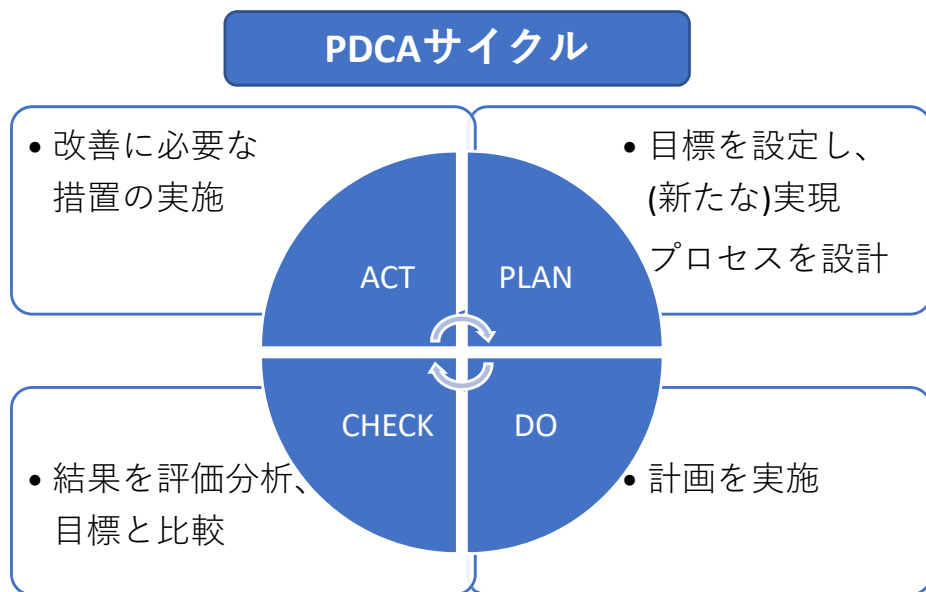 PDCAサイクル
• 改善に必要な
措置の実施
• 目標を設定し、
(新たな)実現
プロセスを設計
ACT
PLAN
CHECK
DO
• 結果を評価分析、
目標と比較
• 計画を実施